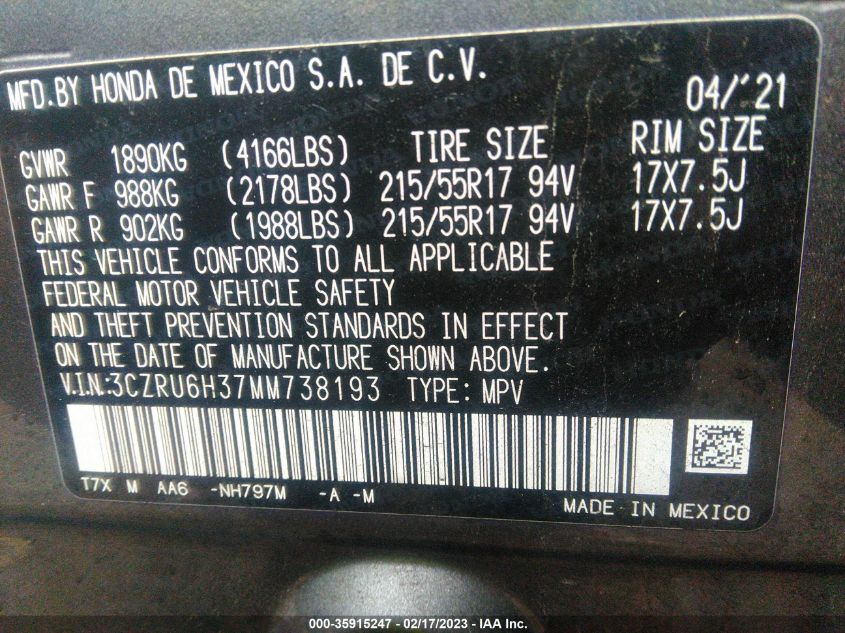 MFD.BY HONDA DE MEXICO S.A. DE C.V.
04/'21
GVWR 1890KG (4166LBS) TIRE SIZE RIM SIZE
GAWR F 988KG (2178LBS) 215/55R17 94V 17X7.5J
GAWR R 902KG (1988LBS) 215/55R17 94V 17X7.5J
THIS VEHICLE CONFORMS TO ALL APPLICABLE
FEDERAL MOTOR VEHICLE SAFETY
AND THEFT PREVENTION STANDARDS IN EFFECT
ON THE DATE OF MANUFACTURE SHOWN ABOVE.
V.I.N:3CZRU6H37MM738193 TYPE: MPV
T7X M AA6 -NH797M -A -M
MADE IN MEXICO
000-35915247 - 02/17/2023 - IAA Inc.